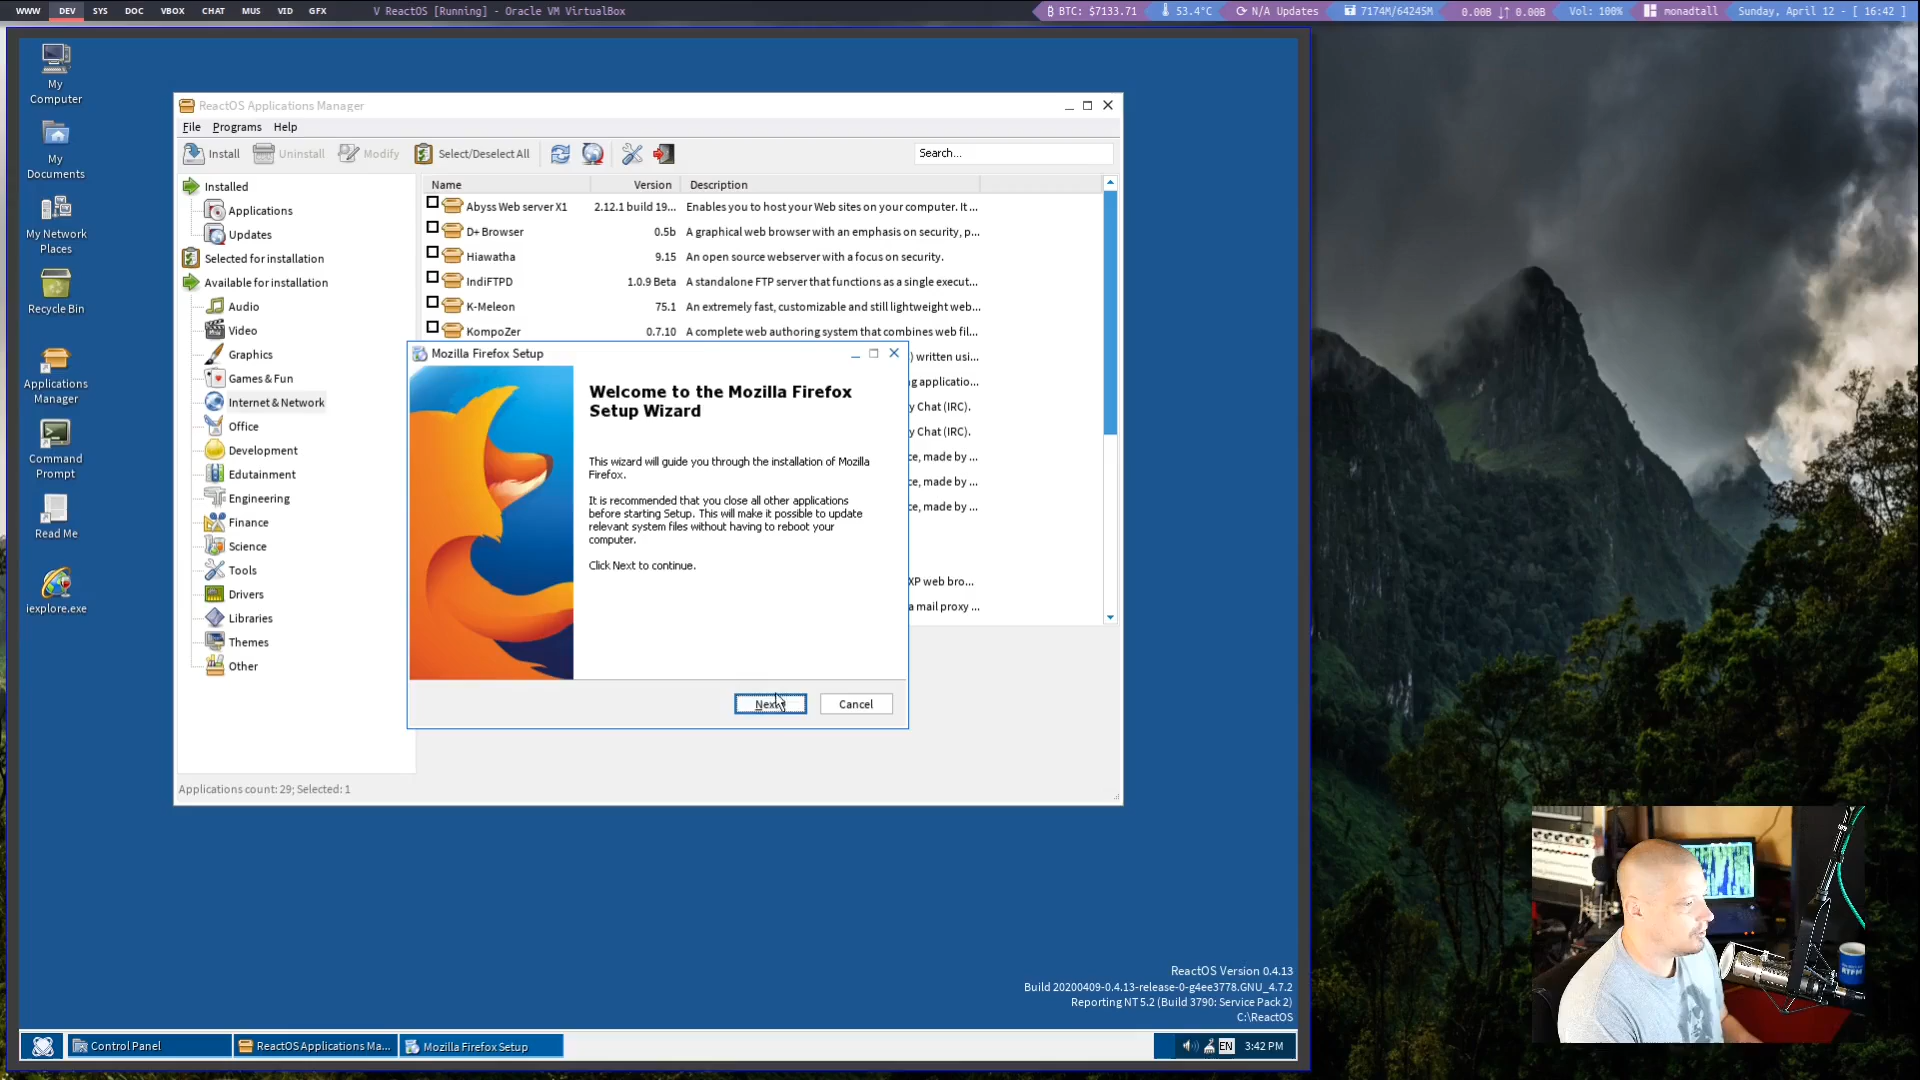 WWW DEV SYS DOC VBOX CHAT MUS VID GFX V ReactOS [Running] - Oracle VM VirtualBox BTC: $7133.71 53.4°C N/A Updates 7174M/64245M 0.00B ↓↑ 0.00B Vol: 100% monadtall Sunday, April 12 - [ 16:42 ]
My
Computer
My
Documents
My Network
Places
Recycle Bin
Applications
Manager
Command
Prompt
Read Me
iexplore.exe
ReactOS Applications Manager
File Programs Help
Install Uninstall Modify Select/Deselect All Search...
Installed
Applications
Updates
Selected for installation
Available for installation
Audio
Video
Graphics
Games & Fun
Internet & Network
Office
Development
Edutainment
Engineering
Finance
Science
Tools
Drivers
Libraries
Themes
Other
Name Version Description
Abyss Web server X1 2.12.1 build 19... Enables you to host your Web sites on your computer. It ...
D+ Browser 0.5b A graphical web browser with an emphasis on security, p...
Hiawatha 9.15 An open source webserver with a focus on security.
IndiFTPD 1.0.9 Beta A standalone FTP server that functions as a single execut...
K-Meleon 75.1 An extremely fast, customizable and still lightweight web...
KompoZer 0.7.10 A complete web authoring system that combines web fil...
) written usi...
g applicatio...
y Chat (IRC).
y Chat (IRC).
ce, made by ...
ce, made by ...
ce, made by ...
XP web bro...
a mail proxy ...
Mozilla Firefox Setup
Welcome to the Mozilla Firefox
Setup Wizard
This wizard will guide you through the installation of Mozilla
Firefox.
It is recommended that you close all other applications
before starting Setup. This will make it possible to update
relevant system files without having to reboot your
computer.
Click Next to continue.
Cancel
Applications count: 29; Selected: 1
ReactOS Version 0.4.13
Build 20200409-0.4.13-release-0-g4ee3778.GNU_4.7.2
Reporting NT 5.2 (Build 3790: Service Pack 2)
C:\ReactOS
Control Panel ReactOS Applications Ma... Mozilla Firefox Setup EN 3:42 PM
RTFM